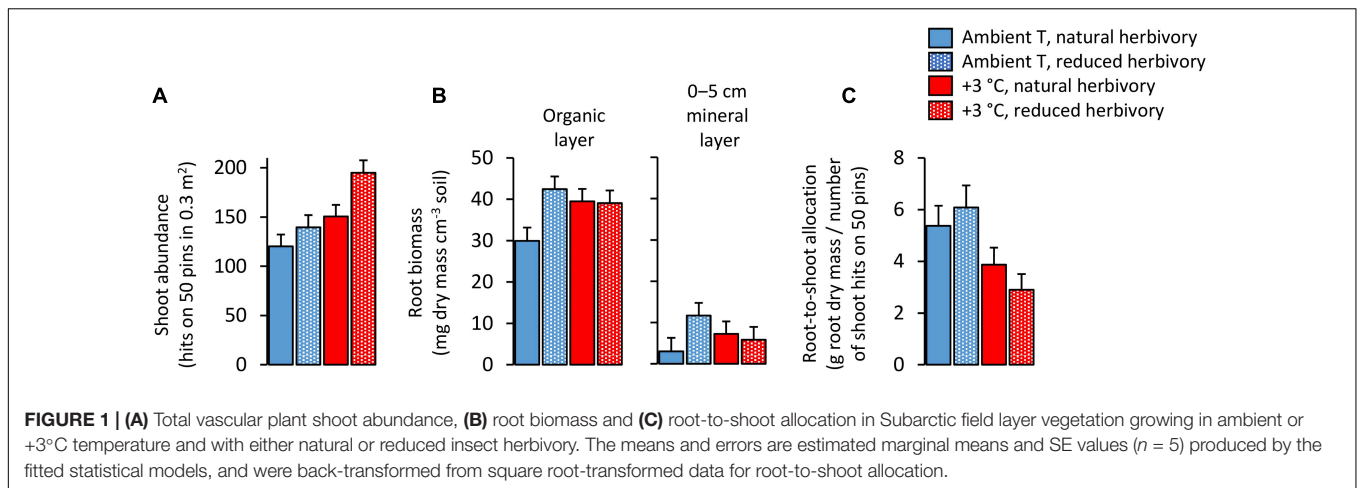 Ambient T, natural herbivory
Ambient T, reduced herbivory
+3 °C, natural herbivory
+3 °C, reduced herbivory
A
Shoot abundance
(hits on 50 pins in 0.3 m²)
200
150
100
50
0
B
Organic
layer
0–5 cm
mineral
layer
Root biomass
(mg dry mass cm⁻³ soil)
50
40
30
20
10
0
C
Root-to-shoot allocation
(g root dry mass / number
of shoot hits on 50 pins)
8
6
4
2
0
FIGURE 1 | (A) Total vascular plant shoot abundance, (B) root biomass and (C) root-to-shoot allocation in Subarctic field layer vegetation growing in ambient or
+3°C temperature and with either natural or reduced insect herbivory. The means and errors are estimated marginal means and SE values (n = 5) produced by the
fitted statistical models, and were back-transformed from square root-transformed data for root-to-shoot allocation.